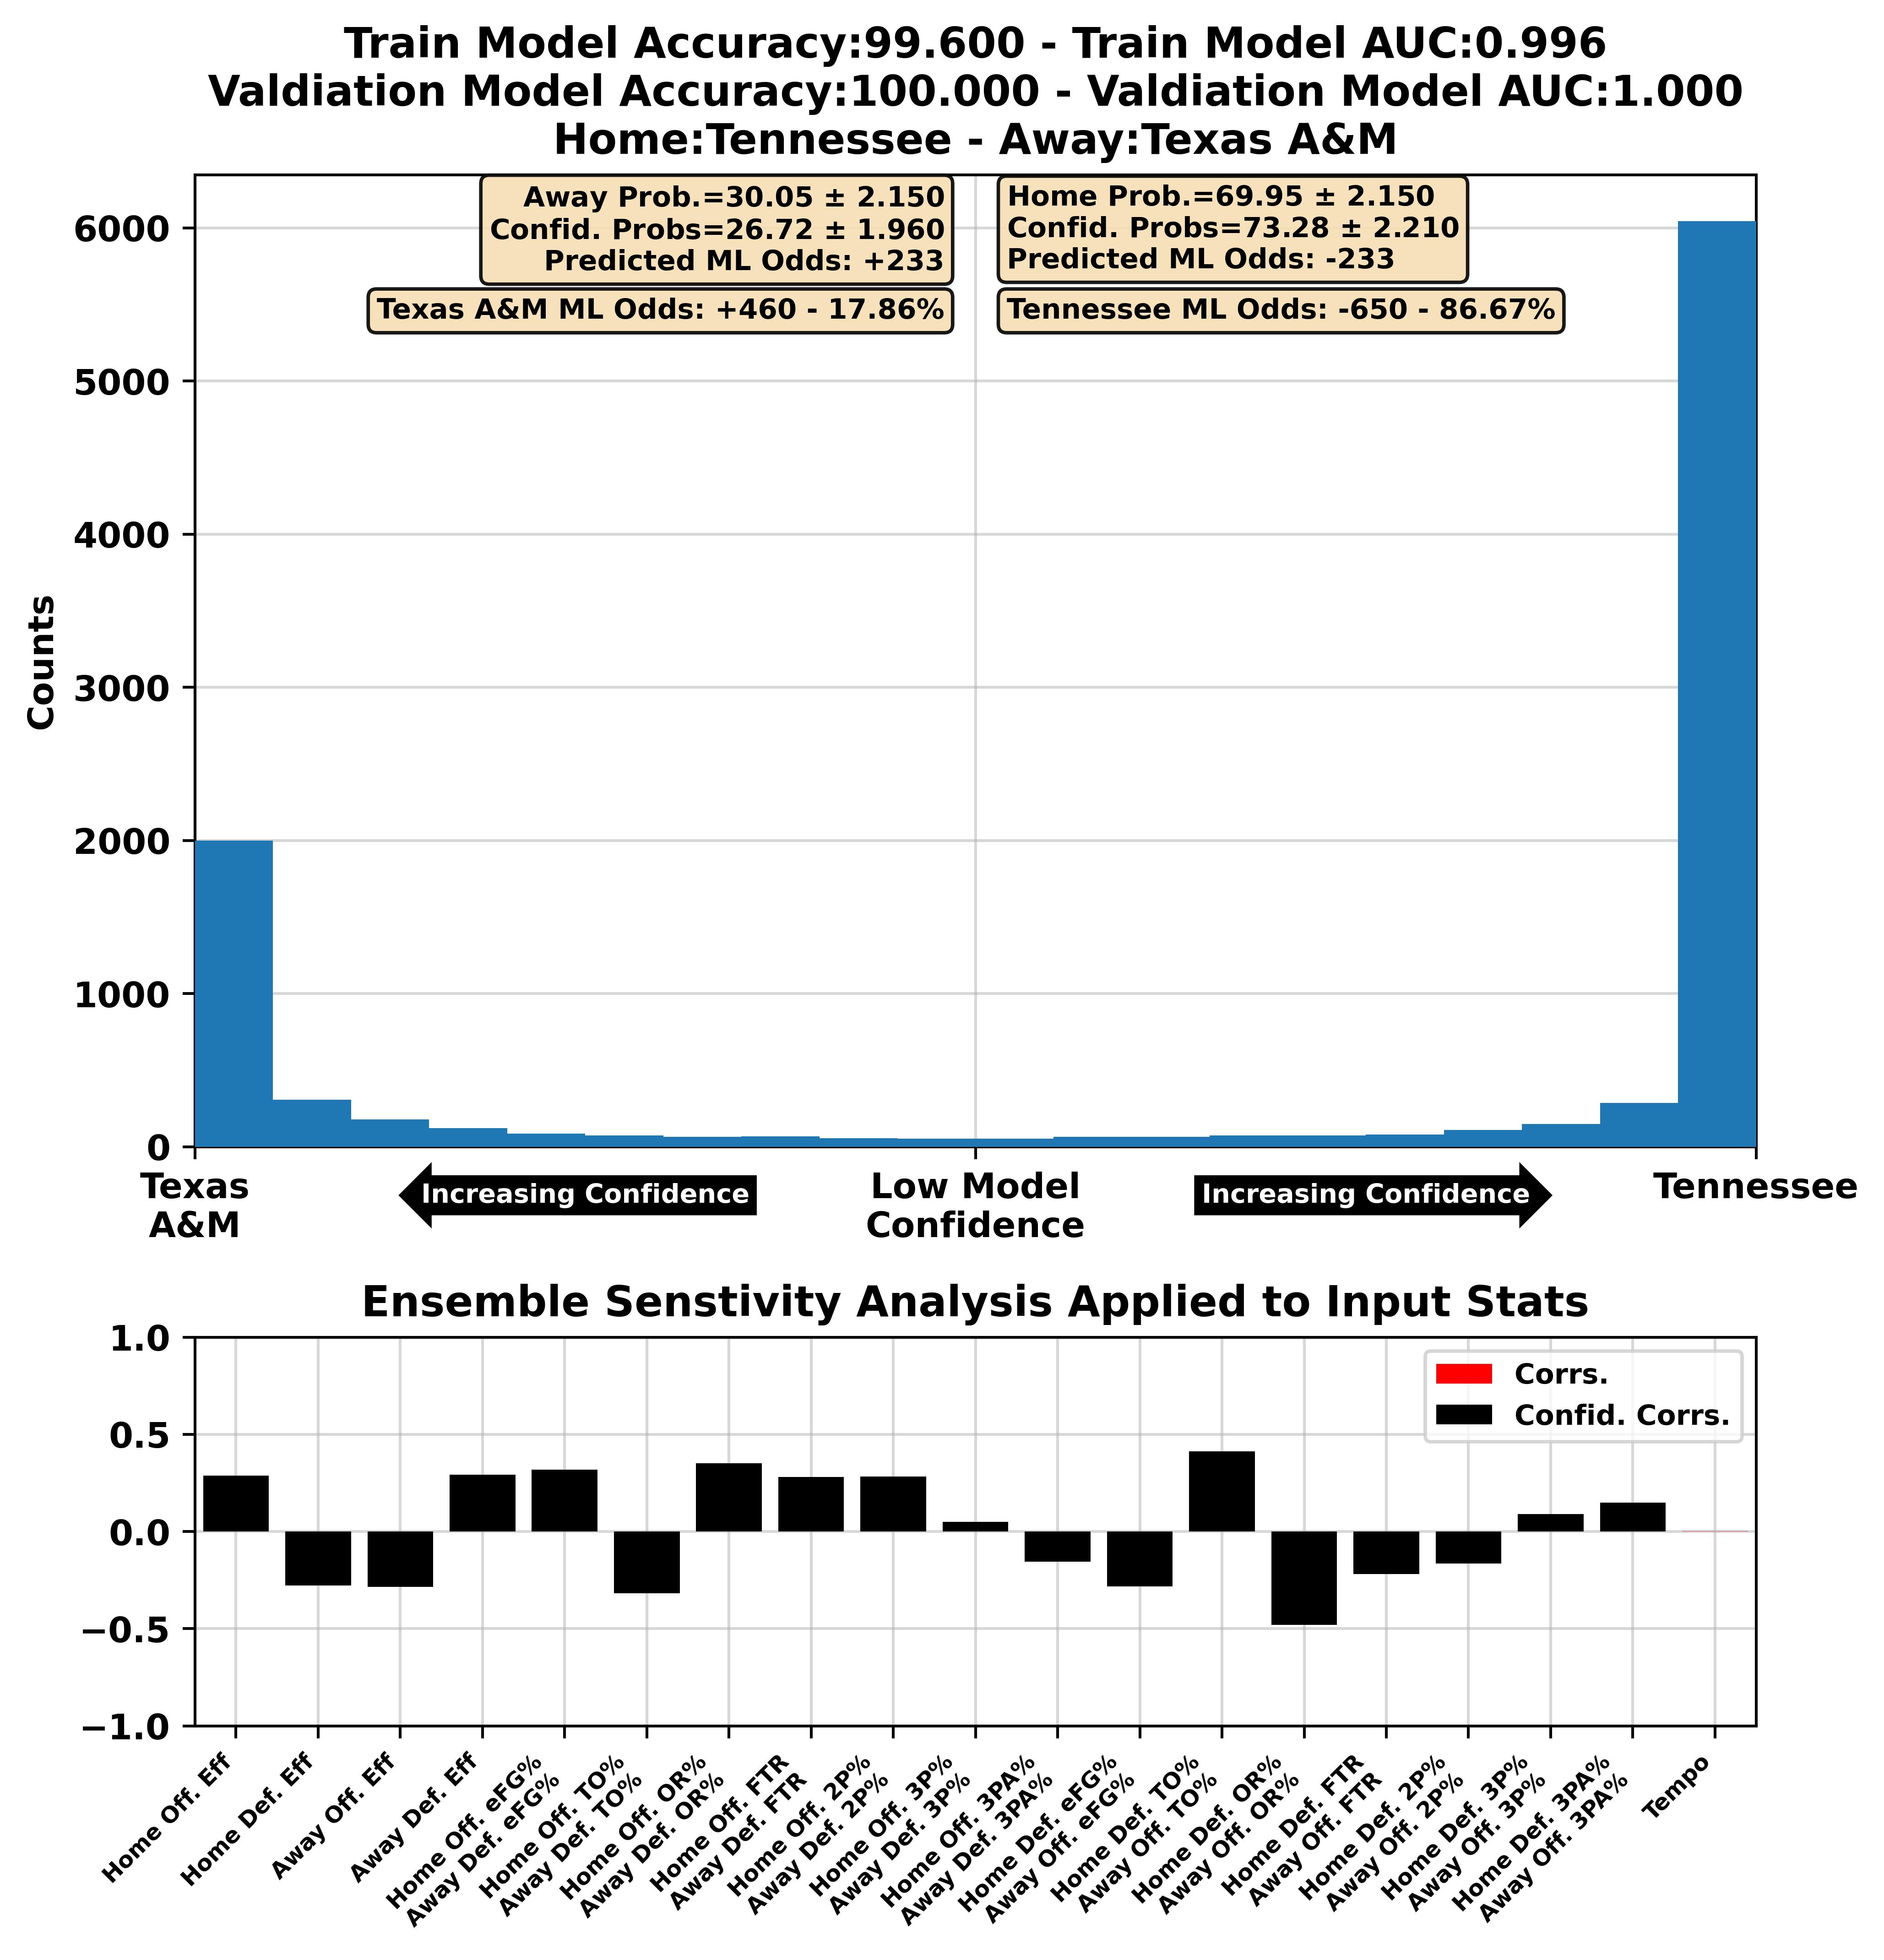 Train Model Accuracy:99.600 - Train Model AUC:0.996
Valdiation Model Accuracy:100.000 - Valdiation Model AUC:1.000
Home:Tennessee - Away:Texas A&M
Away Prob.=30.05 ± 2.150
Confid. Probs=26.72 ± 1.960
Predicted ML Odds: +233
Texas A&M ML Odds: +460 - 17.86%
Home Prob.=69.95 ± 2.150
Confid. Probs=73.28 ± 2.210
Predicted ML Odds: -233
Tennessee ML Odds: -650 - 86.67%
Counts
6000
5000
4000
3000
2000
1000
0
Texas
A&M
Increasing Confidence
Low Model
Confidence
Increasing Confidence
Tennessee
Ensemble Senstivity Analysis Applied to Input Stats
1.0
0.5
0.0
−0.5
−1.0
Corrs.
Confid. Corrs.
Home Off. Eff
Home Def. Eff
Away Off. Eff
Away Def. Eff
Home Off. eFG%
Away Def. eFG%
Home Off. TO%
Away Def. TO%
Home Off. OR%
Away Def. OR%
Home Off. FTR
Away Def. FTR
Home Off. 2P%
Away Def. 2P%
Home Off. 3P%
Away Def. 3P%
Home Off. 3PA%
Away Def. 3PA%
Home Def. eFG%
Away Off. eFG%
Home Def. TO%
Away Off. TO%
Home Def. OR%
Away Off. OR%
Home Def. FTR
Away Off. FTR
Home Def. 2P%
Away Off. 2P%
Home Def. 3P%
Away Off. 3P%
Home Def. 3PA%
Away Off. 3PA%
Tempo